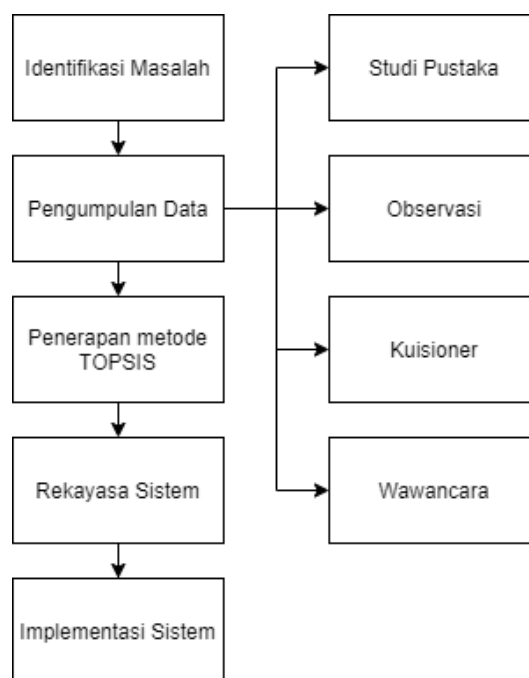 Identifikasi Masalah
Studi Pustaka
Pengumpulan Data
Observasi
Penerapan metode
TOPSIS
Kuisioner
Rekayasa Sistem
Wawancara
Implementasi Sistem